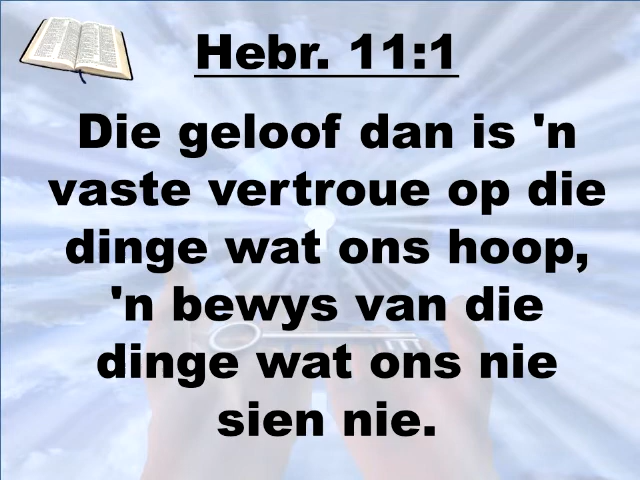 Hebr. 11:1
Die geloof dan is 'n
vaste vertroue op die
dinge wat ons hoop,
'n bewys van die
dinge wat ons nie
sien nie.